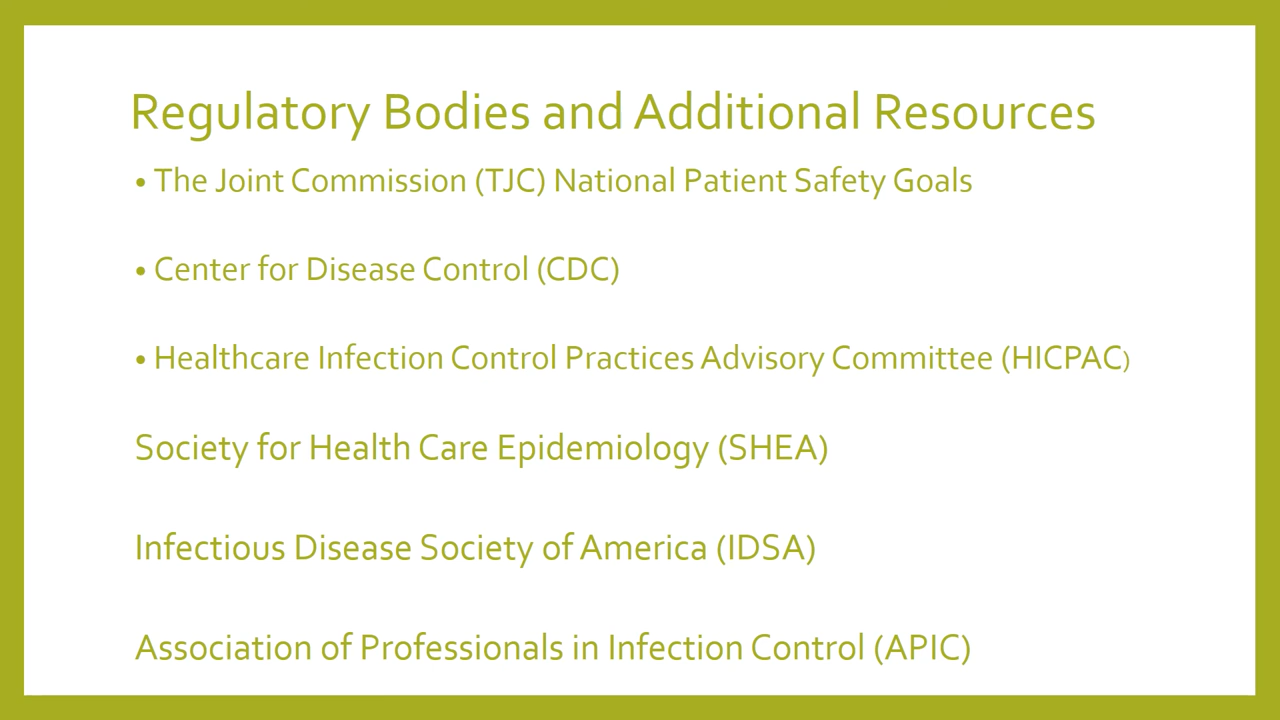 Regulatory Bodies and Additional Resources
• The Joint Commission (TJC) National Patient Safety Goals
• Center for Disease Control (CDC)
• Healthcare Infection Control Practices Advisory Committee (HICPAC)
Society for Health Care Epidemiology (SHEA)
Infectious Disease Society of America (IDSA)
Association of Professionals in Infection Control (APIC)